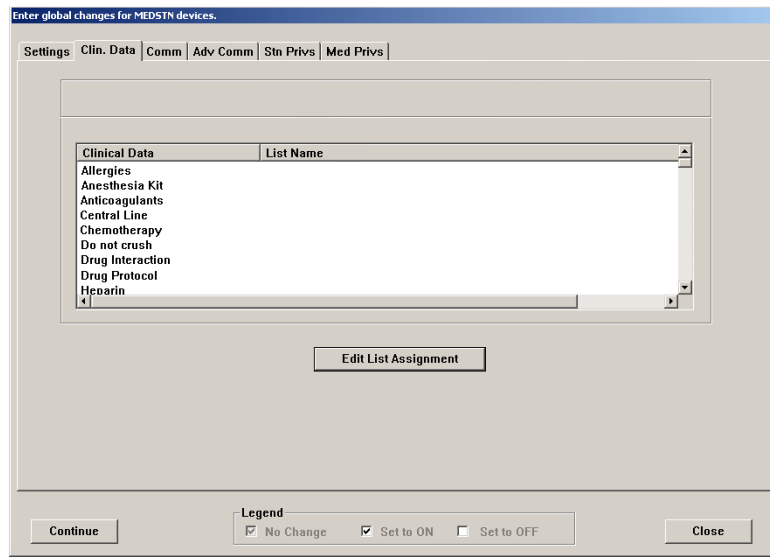 Enter global changes for MEDSTN devices.
Settings Clin. Data Comm Adv Comm Stn Privs Med Privs
Clinical Data List Name
Allergies
Anesthesia Kit
Anticoagulants
Central Line
Chemotherapy
Do not crush
Drug Interaction
Drug Protocol
Heparin
Edit List Assignment
Legend
Continue No Change Set to ON Set to OFF Close